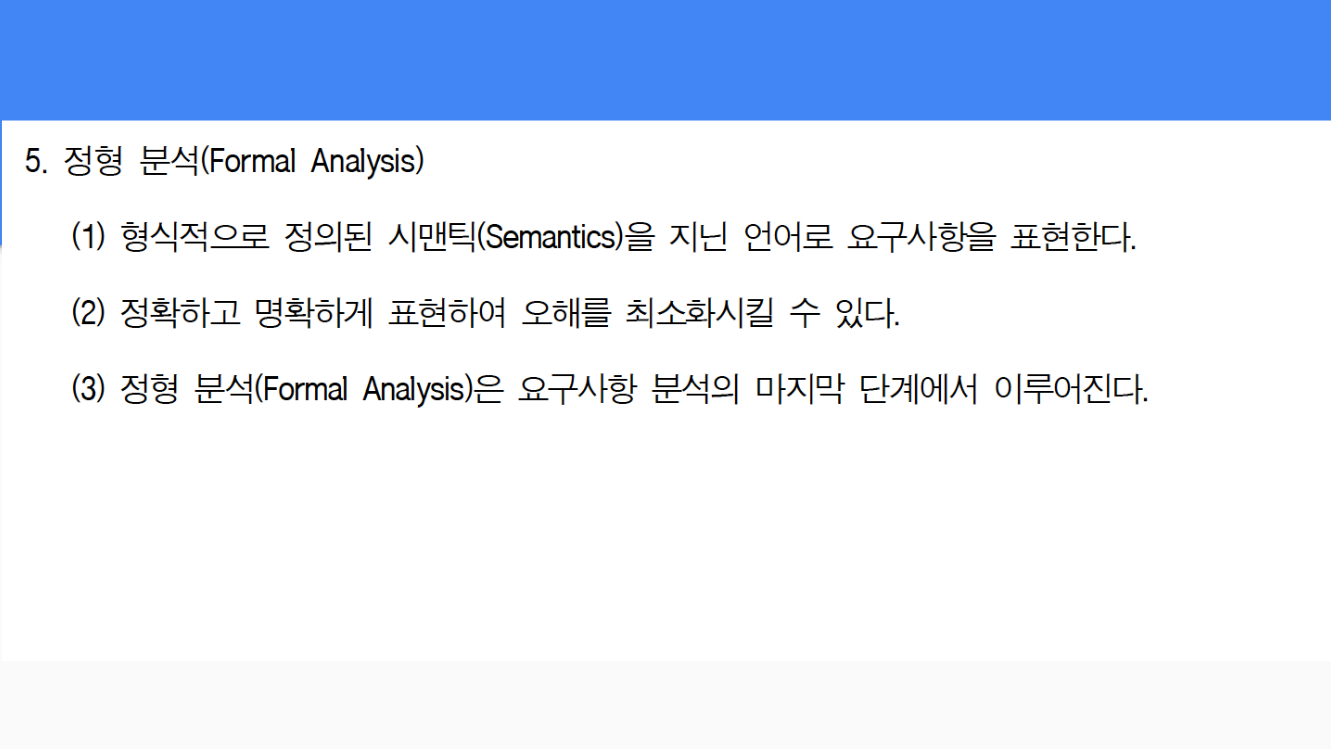 5. 정형 분석(Formal Analysis)
(1) 형식적으로 정의된 시맨틱(Semantics)을 지닌 언어로 요구사항을 표현한다.
(2) 정확하고 명확하게 표현하여 오해를 최소화시킬 수 있다.
(3) 정형 분석(Formal Analysis)은 요구사항 분석의 마지막 단계에서 이루어진다.